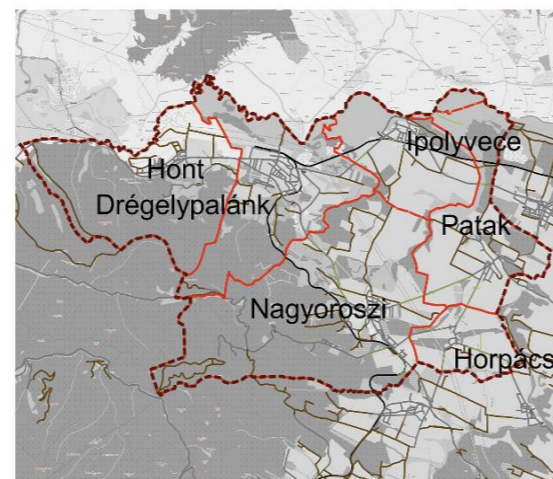 Ipolyvece
Hont
Drégelypalánk
Patak
Nagyoroszi
Horpács